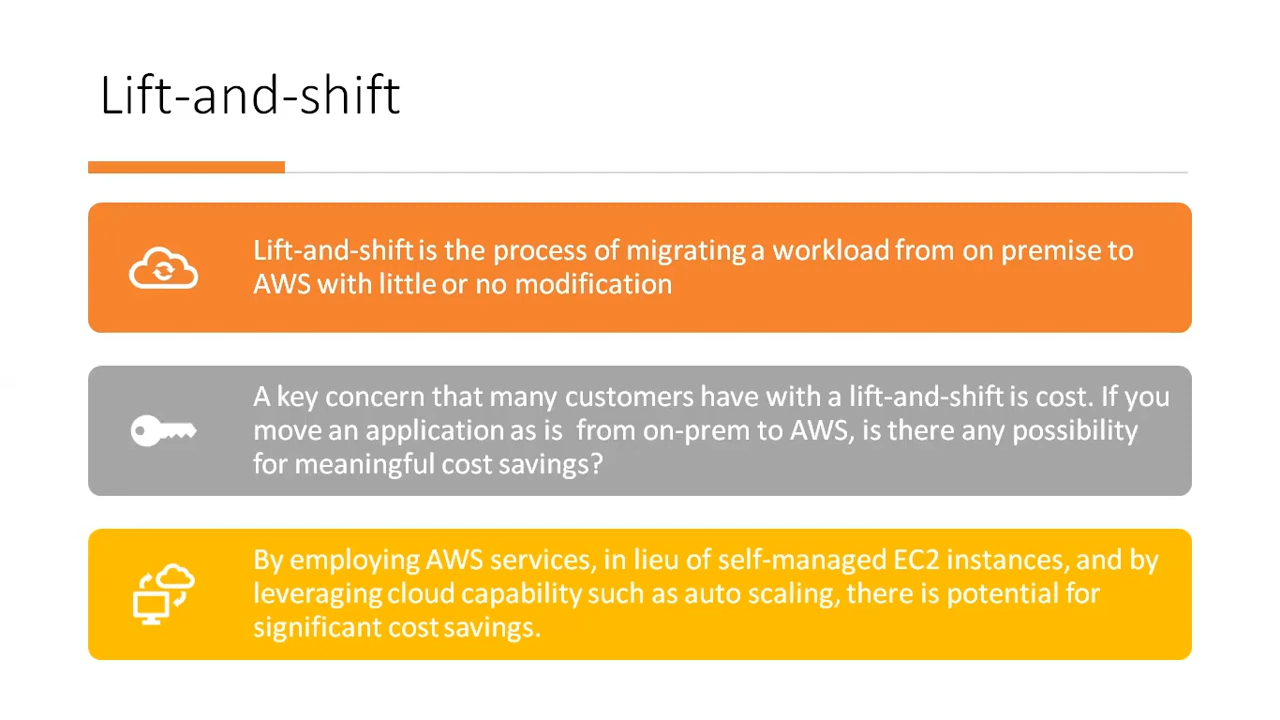 Lift-and-shift
Lift-and-shift is the process of migrating a workload from on premise to
AWS with little or no modification
A key concern that many customers have with a lift-and-shift is cost. If you
move an application as is  from on-prem to AWS, is there any possibility
for meaningful cost savings?
By employing AWS services, in lieu of self-managed EC2 instances, and by
leveraging cloud capability such as auto scaling, there is potential for
significant cost savings.